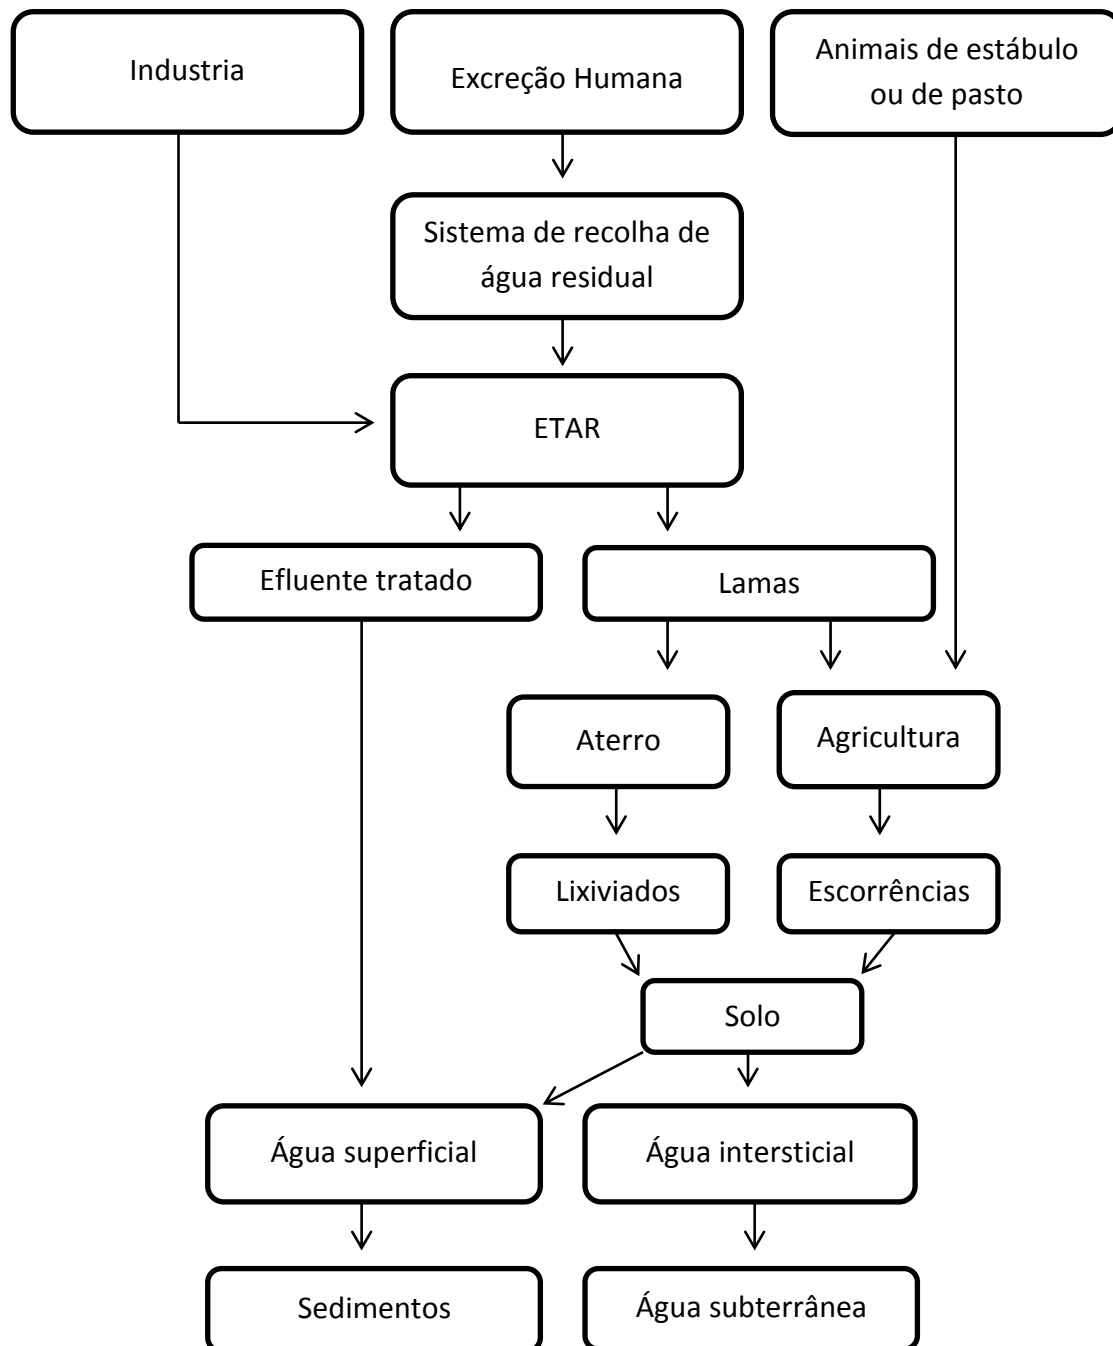 Industria
Excreção Humana
Animais de estábulo
ou de pasto
Sistema de recolha de
água residual
ETAR
Efluente tratado
Lamas
Aterro
Agricultura
Lixiviados
Escorrências
Solo
Água superficial
Água intersticial
Sedimentos
Água subterrânea